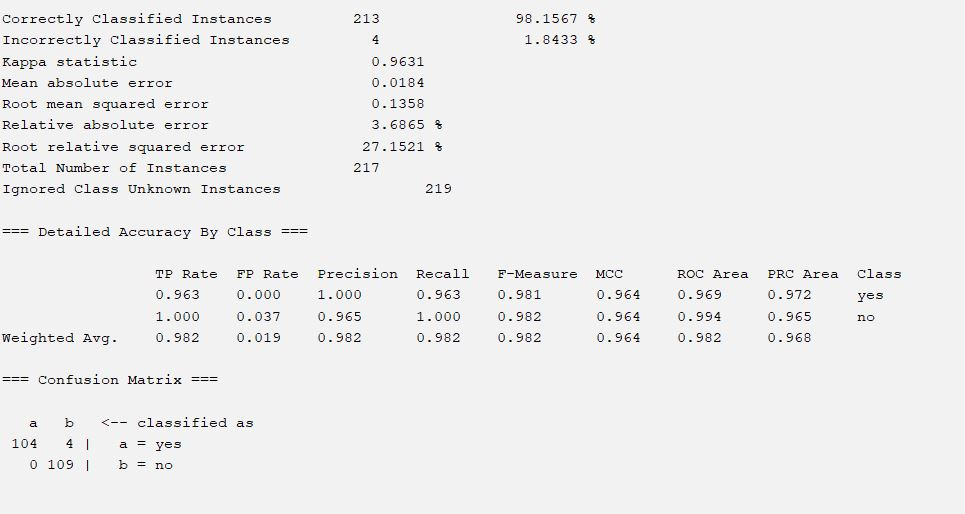 Correctly Classified Instances         213               98.1567 %
Incorrectly Classified Instances         4                1.8433 %
Kappa statistic                          0.9631
Mean absolute error                      0.0184
Root mean squared error                  0.1358
Relative absolute error                  3.6865 %
Root relative squared error             27.1521 %
Total Number of Instances              217
Ignored Class Unknown Instances                219
=== Detailed Accuracy By Class ===
                 TP Rate  FP Rate  Precision  Recall   F-Measure  MCC      ROC Area  PRC Area  Class
                 0.963    0.000    1.000      0.963    0.981      0.964    0.969     0.972     yes
                 1.000    0.037    0.965      1.000    0.982      0.964    0.994     0.965     no
Weighted Avg.    0.982    0.019    0.982      0.982    0.982      0.964    0.982     0.968
=== Confusion Matrix ===
   a   b   <-- classified as
 104   4 |   a = yes
   0 109 |   b = no